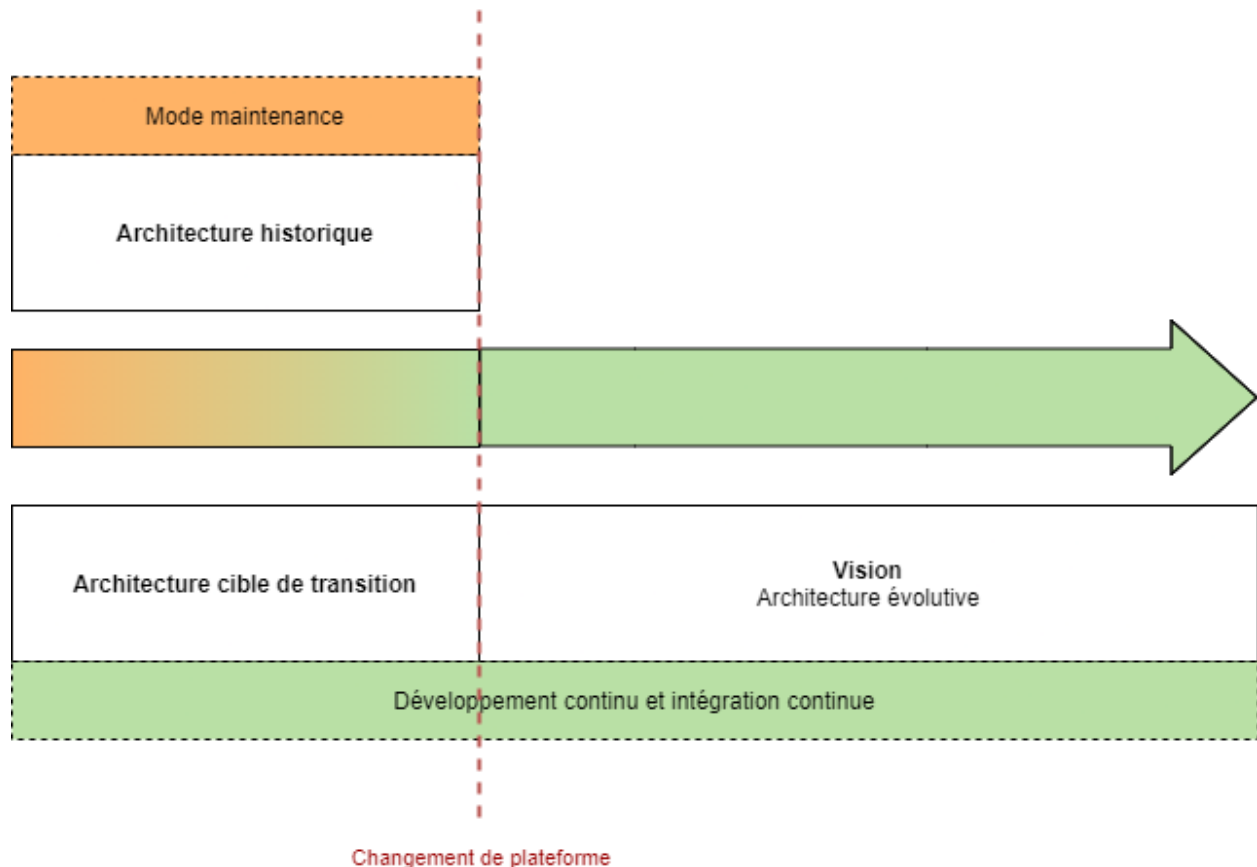 Mode maintenance
Architecture historique
Architecture cible de transition
Vision
Architecture évolutive
Développement continu et intégration continue
Changement de plateforme